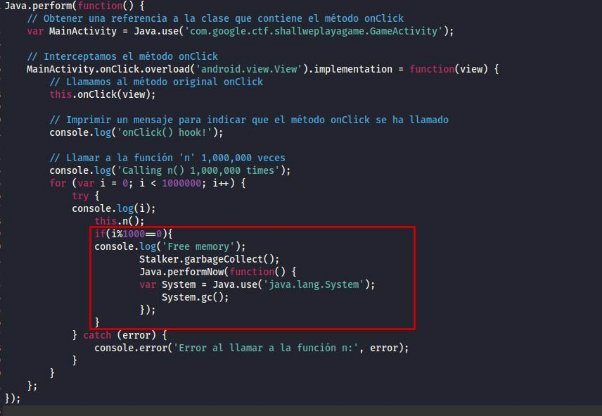 Java.perform(function() {
// Obtener una referencia a la clase que contiene el método onClick
var MainActivity = Java.use('com.google.ctf.shallweplayagame.GameActivity');
// Interceptamos el método onClick
MainActivity.onClick.overload('android.view.View').implementation = function(view) {
// Llamamos al método original onClick
this.onClick(view);
// Imprimir un mensaje para indicar que el método onClick se ha llamado
console.log('onClick() hook!');
// Llamar a la función 'n' 1,000,000 veces
console.log('Calling n() 1,000,000 times');
for (var i = 0; i < 1000000; i++) {
try {
console.log(i);
this.n();
if(i%1000==0){
console.log('Free memory');
Stalker.garbageCollect();
Java.performNow(function() {
var System = Java.use('java.lang.System');
System.gc();
});
}
} catch (error) {
console.error('Error al llamar a la función n:', error);
}
}
};
});